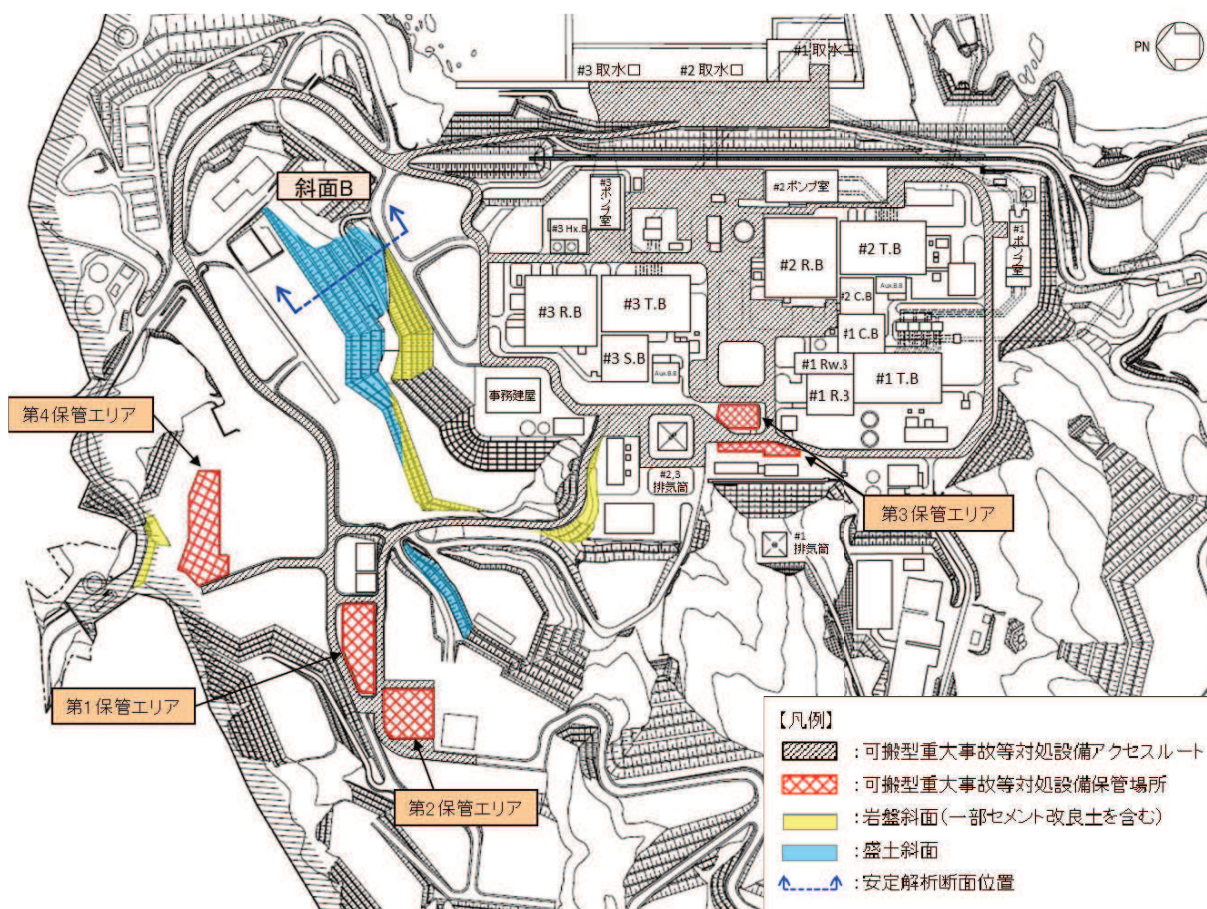 #1 取水口
#3 取水口
#2 取水口
PN
斜面B
#3
ポンプ
室
#2 ポンプ室
#1
ポンプ
室
#3 Hx.B
#2 R.B
#2 T.B
Aux.B.B
#2 C.B
#3 R.B
#3 T.B
#1 C.B
#3 S.B
Aux.B.B
#1 Rw.B
#1 T.B
#1 R.B
事務建屋
第4保管エリア
#2,3
排気筒
第3保管エリア
#1
排気筒
第1保管エリア
第2保管エリア
【凡例】
:可搬型重大事故等対処設備アクセスルート
:可搬型重大事故等対処設備保管場所
:岩盤斜面(一部セメント改良土を含む)
:盛土斜面
:安定解析断面位置